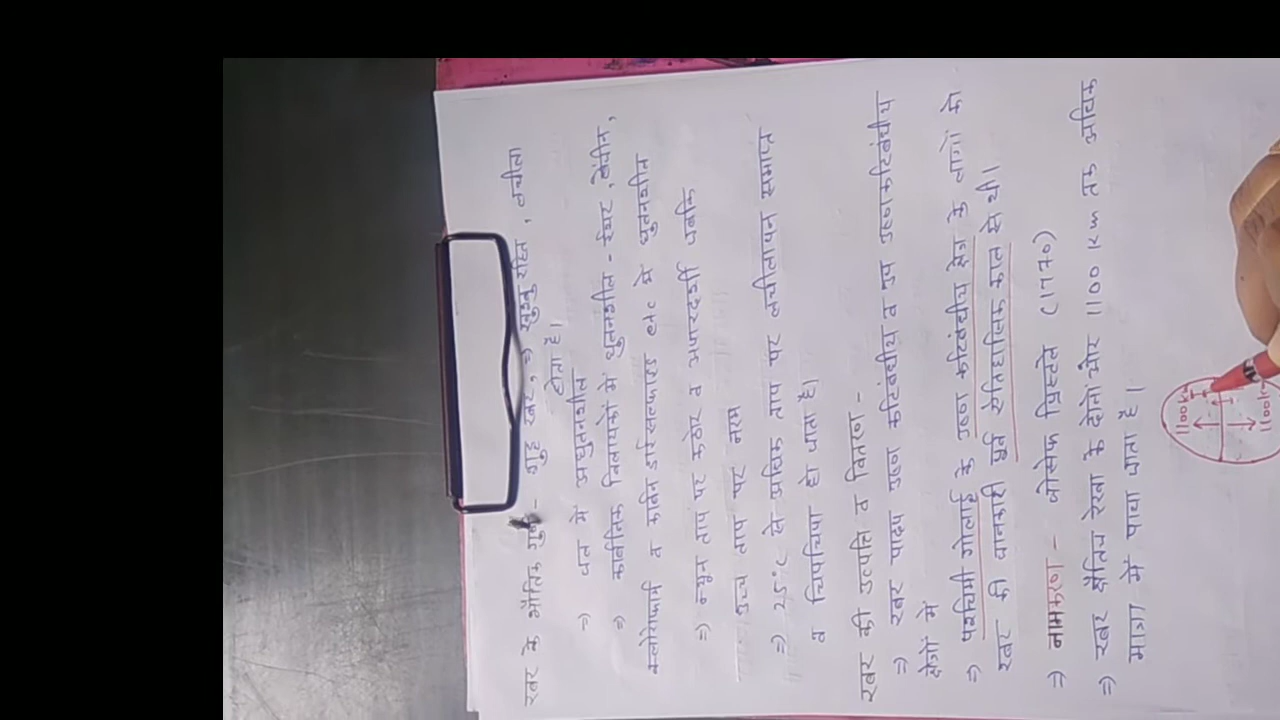 रबर के भौतिक गुण - शुद्ध रबर, ⇒ खुशबु रहित, लचीला
होता है।
⇒ जल में अघुलनशील
⇒ कार्बनिक विलायकों में घुलनशील - ईथर, बेंजीन,
क्लोरोफार्म व कार्बन डाईसल्फाइड etc में घुलनशील
⇒ न्यून ताप पर कठोर व अपारदर्शी जबकि
उच्च ताप पर नरम
⇒ 25°C से अधिक ताप पर लचीलापन समाप्त
व चिपचिपा हो जाता है।
रबर की उत्पत्ति व वितरण -
⇒ रबर पादप उष्ण कटिबंधीय व उप उष्णकटिबंधीय
क्षेत्रों में
⇒ पश्चिमी गोलार्द्ध के उष्ण कटिबंधीय क्षेत्र के लोगों को
रबर की जानकारी पूर्व ऐतिहासिक काल से थी।
⇒ नामकरण - जोसेफ प्रिस्टले (1770)
⇒ रबर क्षैतिज रेखा के दोनों ओर 1100 km तक अधिक
मात्रा में पाया जाता है।
1100 km
1100 km